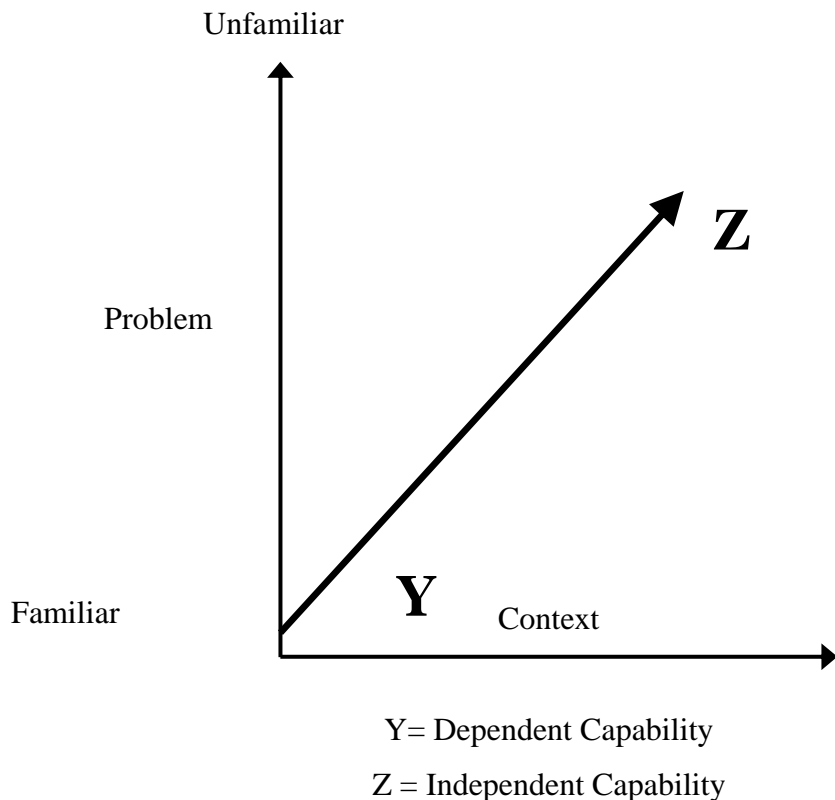 Unfamiliar
Z
Problem
Y
Familiar
Context
Y= Dependent Capability
Z = Independent Capability